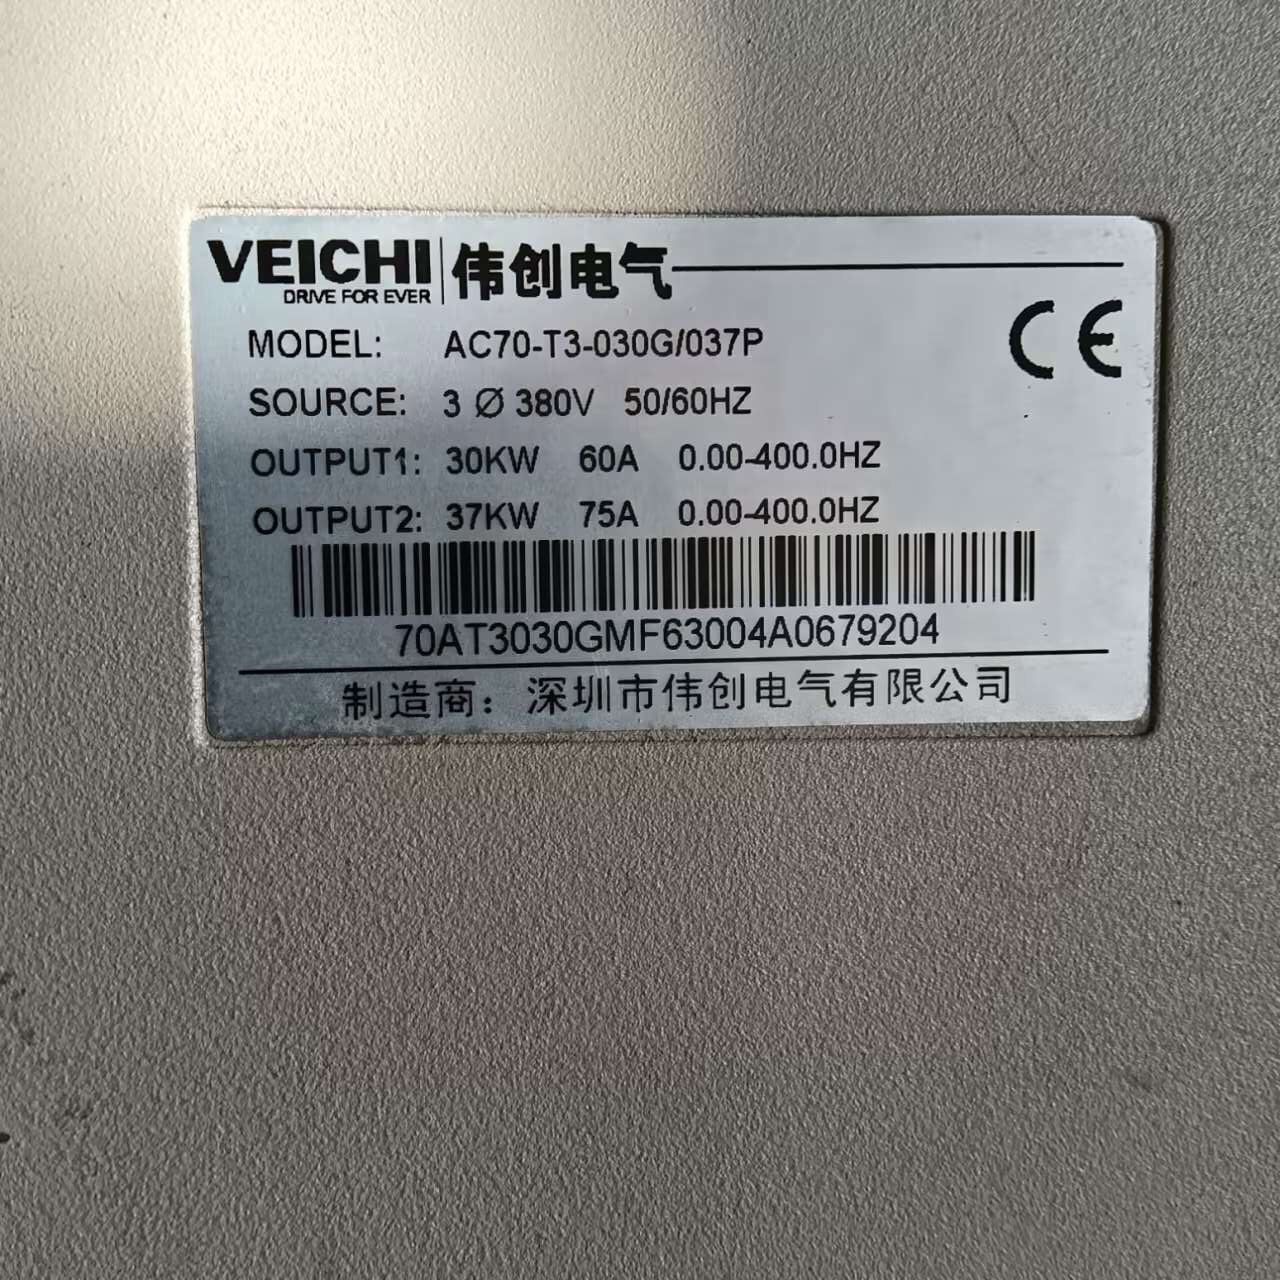 VEICHI 伟创电气
DRIVE FOR EVER
CE
MODEL: AC70-T3-030G/037P
SOURCE: 3 Ø 380V 50/60HZ
OUTPUT1: 30KW 60A 0.00-400.0HZ
OUTPUT2: 37KW 75A 0.00-400.0HZ
70AT3030GMF63004A0679204
制造商：深圳市伟创电气有限公司